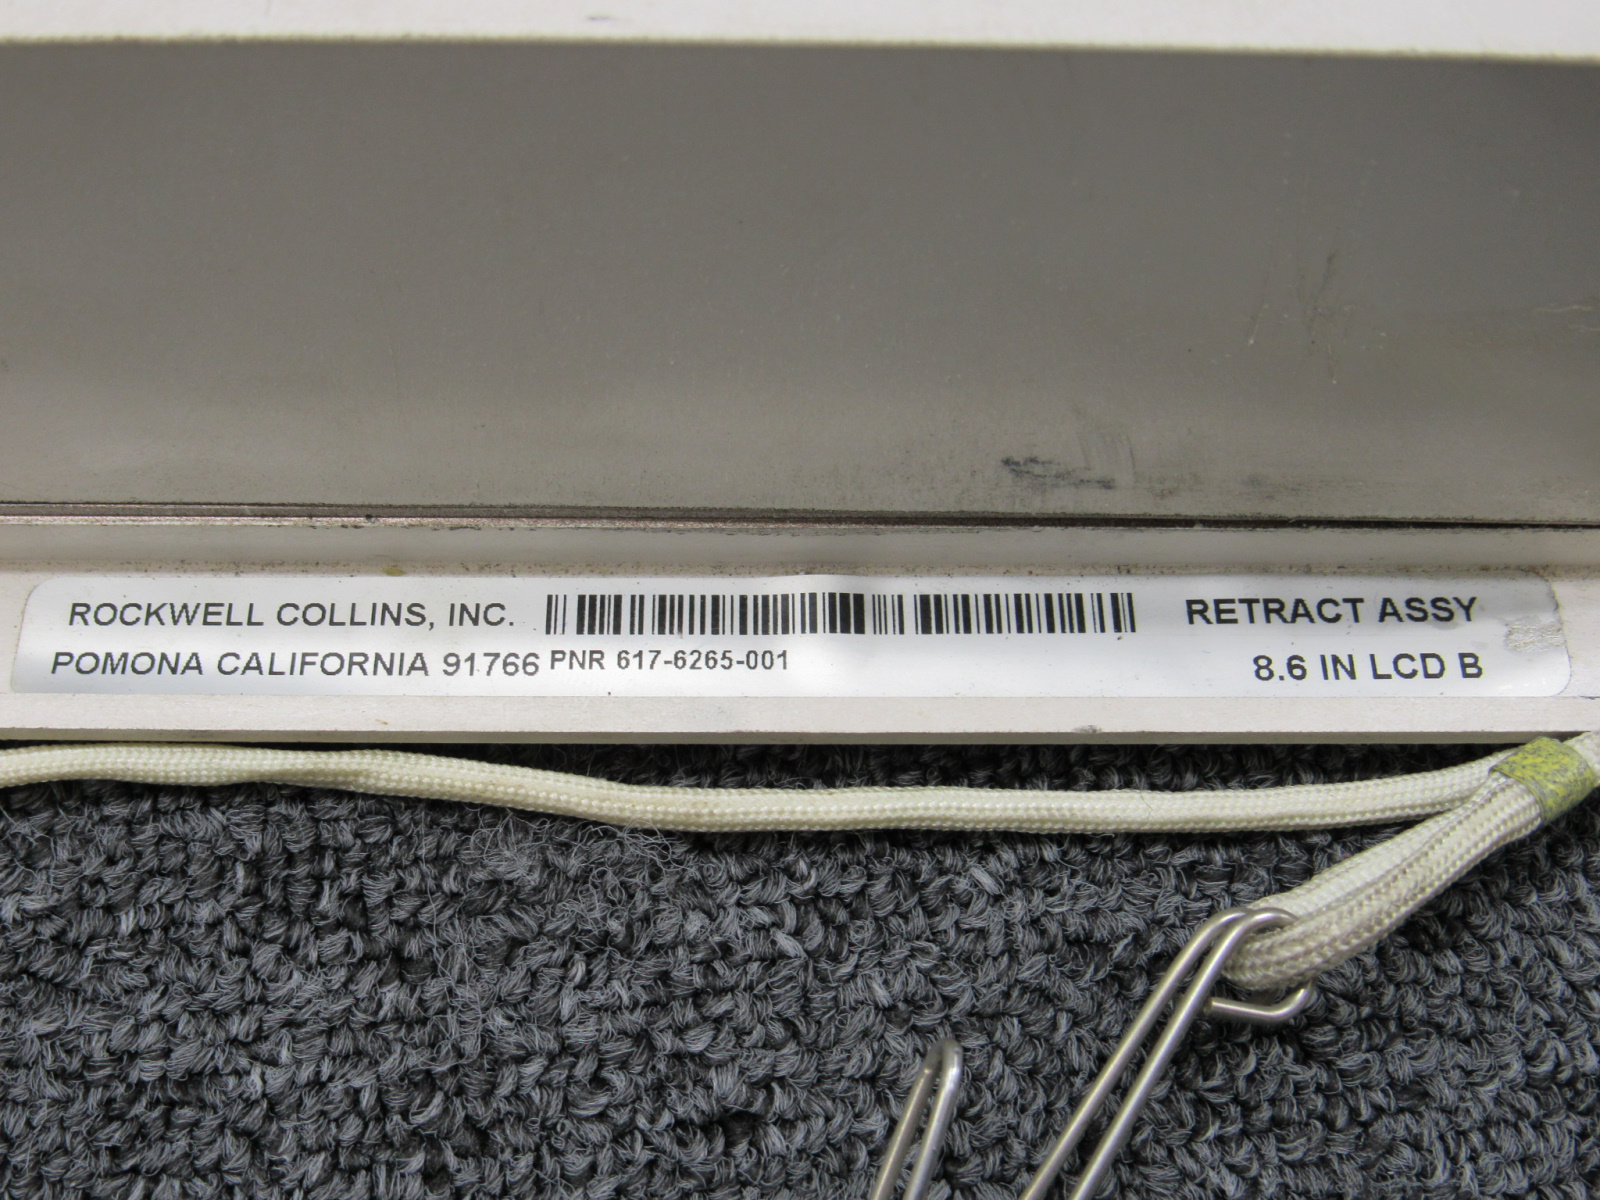 ROCKWELL COLLINS, INC.
POMONA CALIFORNIA 91766
PNR 617-6265-001
RETRACT ASSY
8.6 IN LCD B